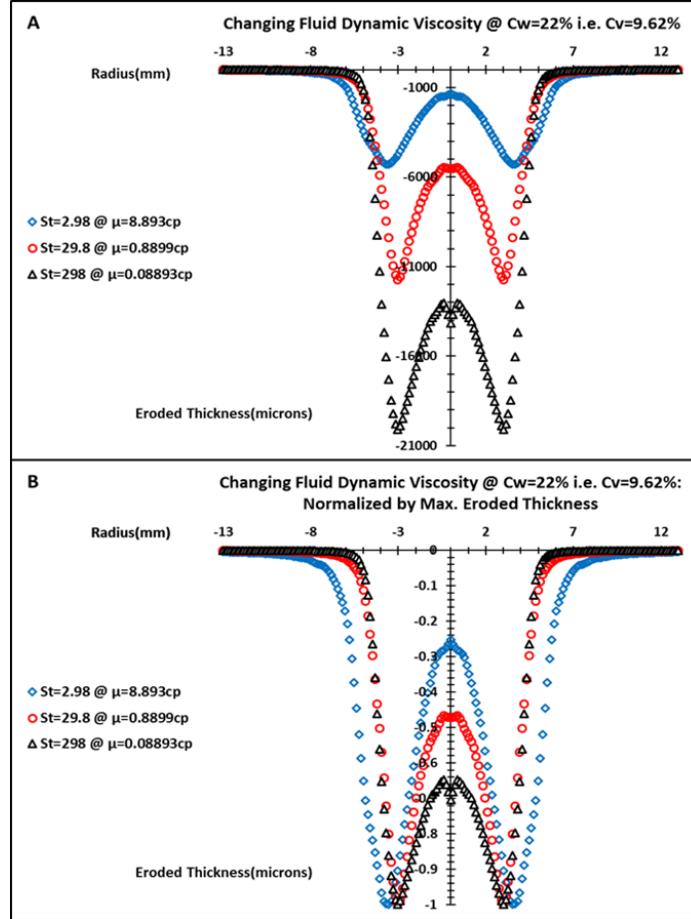 A
Changing Fluid Dynamic Viscosity @ Cw=22% i.e. Cv=9.62%
-13 -8 -3 2 7 12
Radius(mm)
-1000
-6000
St=2.98 @ μ=8.893cp
St=29.8 @ μ=0.8899cp
St=298 @ μ=0.08893cp
-11000
-16000
Eroded Thickness(microns)
-21000
B
Changing Fluid Dynamic Viscosity @ Cw=22% i.e. Cv=9.62%:
Normalized by Max. Eroded Thickness
Radius(mm)
-13 -8 -3 2 7 12
0
-0.1
-0.2
-0.3
-0.4
-0.5
-0.6
-0.7
-0.8
-0.9
-1
St=2.98 @ μ=8.893cp
St=29.8 @ μ=0.8899cp
St=298 @ μ=0.08893cp
Eroded Thickness(microns)